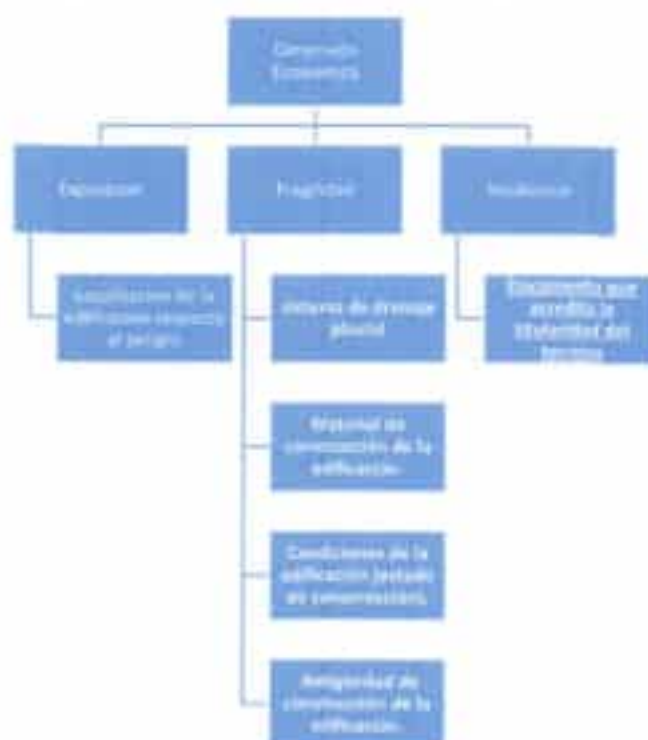 Dimensión
Económica
Exposición
Fragilidad
Resiliencia
Localización de la
edificación respecto
al peligro
sistema de drenaje
pluvial
Material de
construcción de la
edificación.
Condiciones de la
edificación (estado
de conservación).
Antigüedad de
construcción de la
edificación.
Documento que
acredita la
titularidad del
terreno